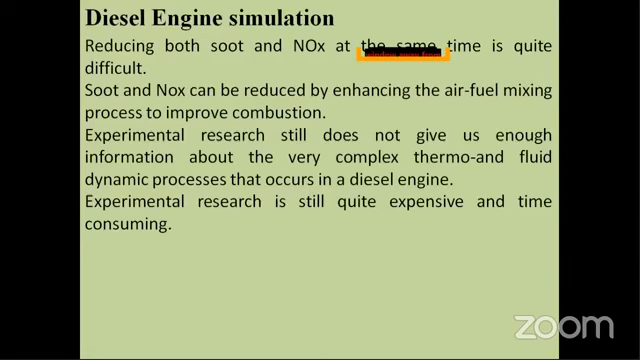 Diesel Engine simulation
Reducing both soot and NOx at the same time is quite
difficult.
Soot and Nox can be reduced by enhancing the air-fuel mixing
process to improve combustion.
Experimental research still does not give us enough
information about the very complex thermo-and fluid
dynamic processes that occurs in a diesel engine.
Experimental research is still quite expensive and time
consuming.
zoom